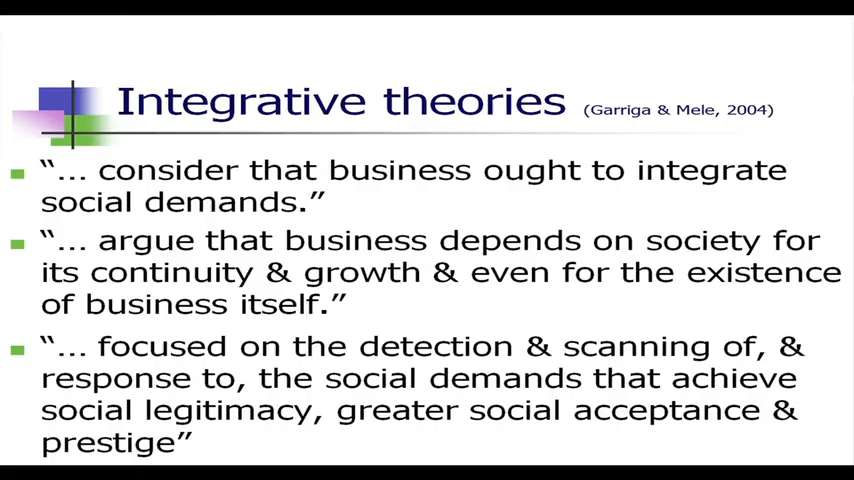 Integrative theories (Garriga & Mele, 2004)
“... consider that business ought to integrate
social demands.”
“... argue that business depends on society for
its continuity & growth & even for the existence
of business itself.”
“... focused on the detection & scanning of, &
response to, the social demands that achieve
social legitimacy, greater social acceptance &
prestige”